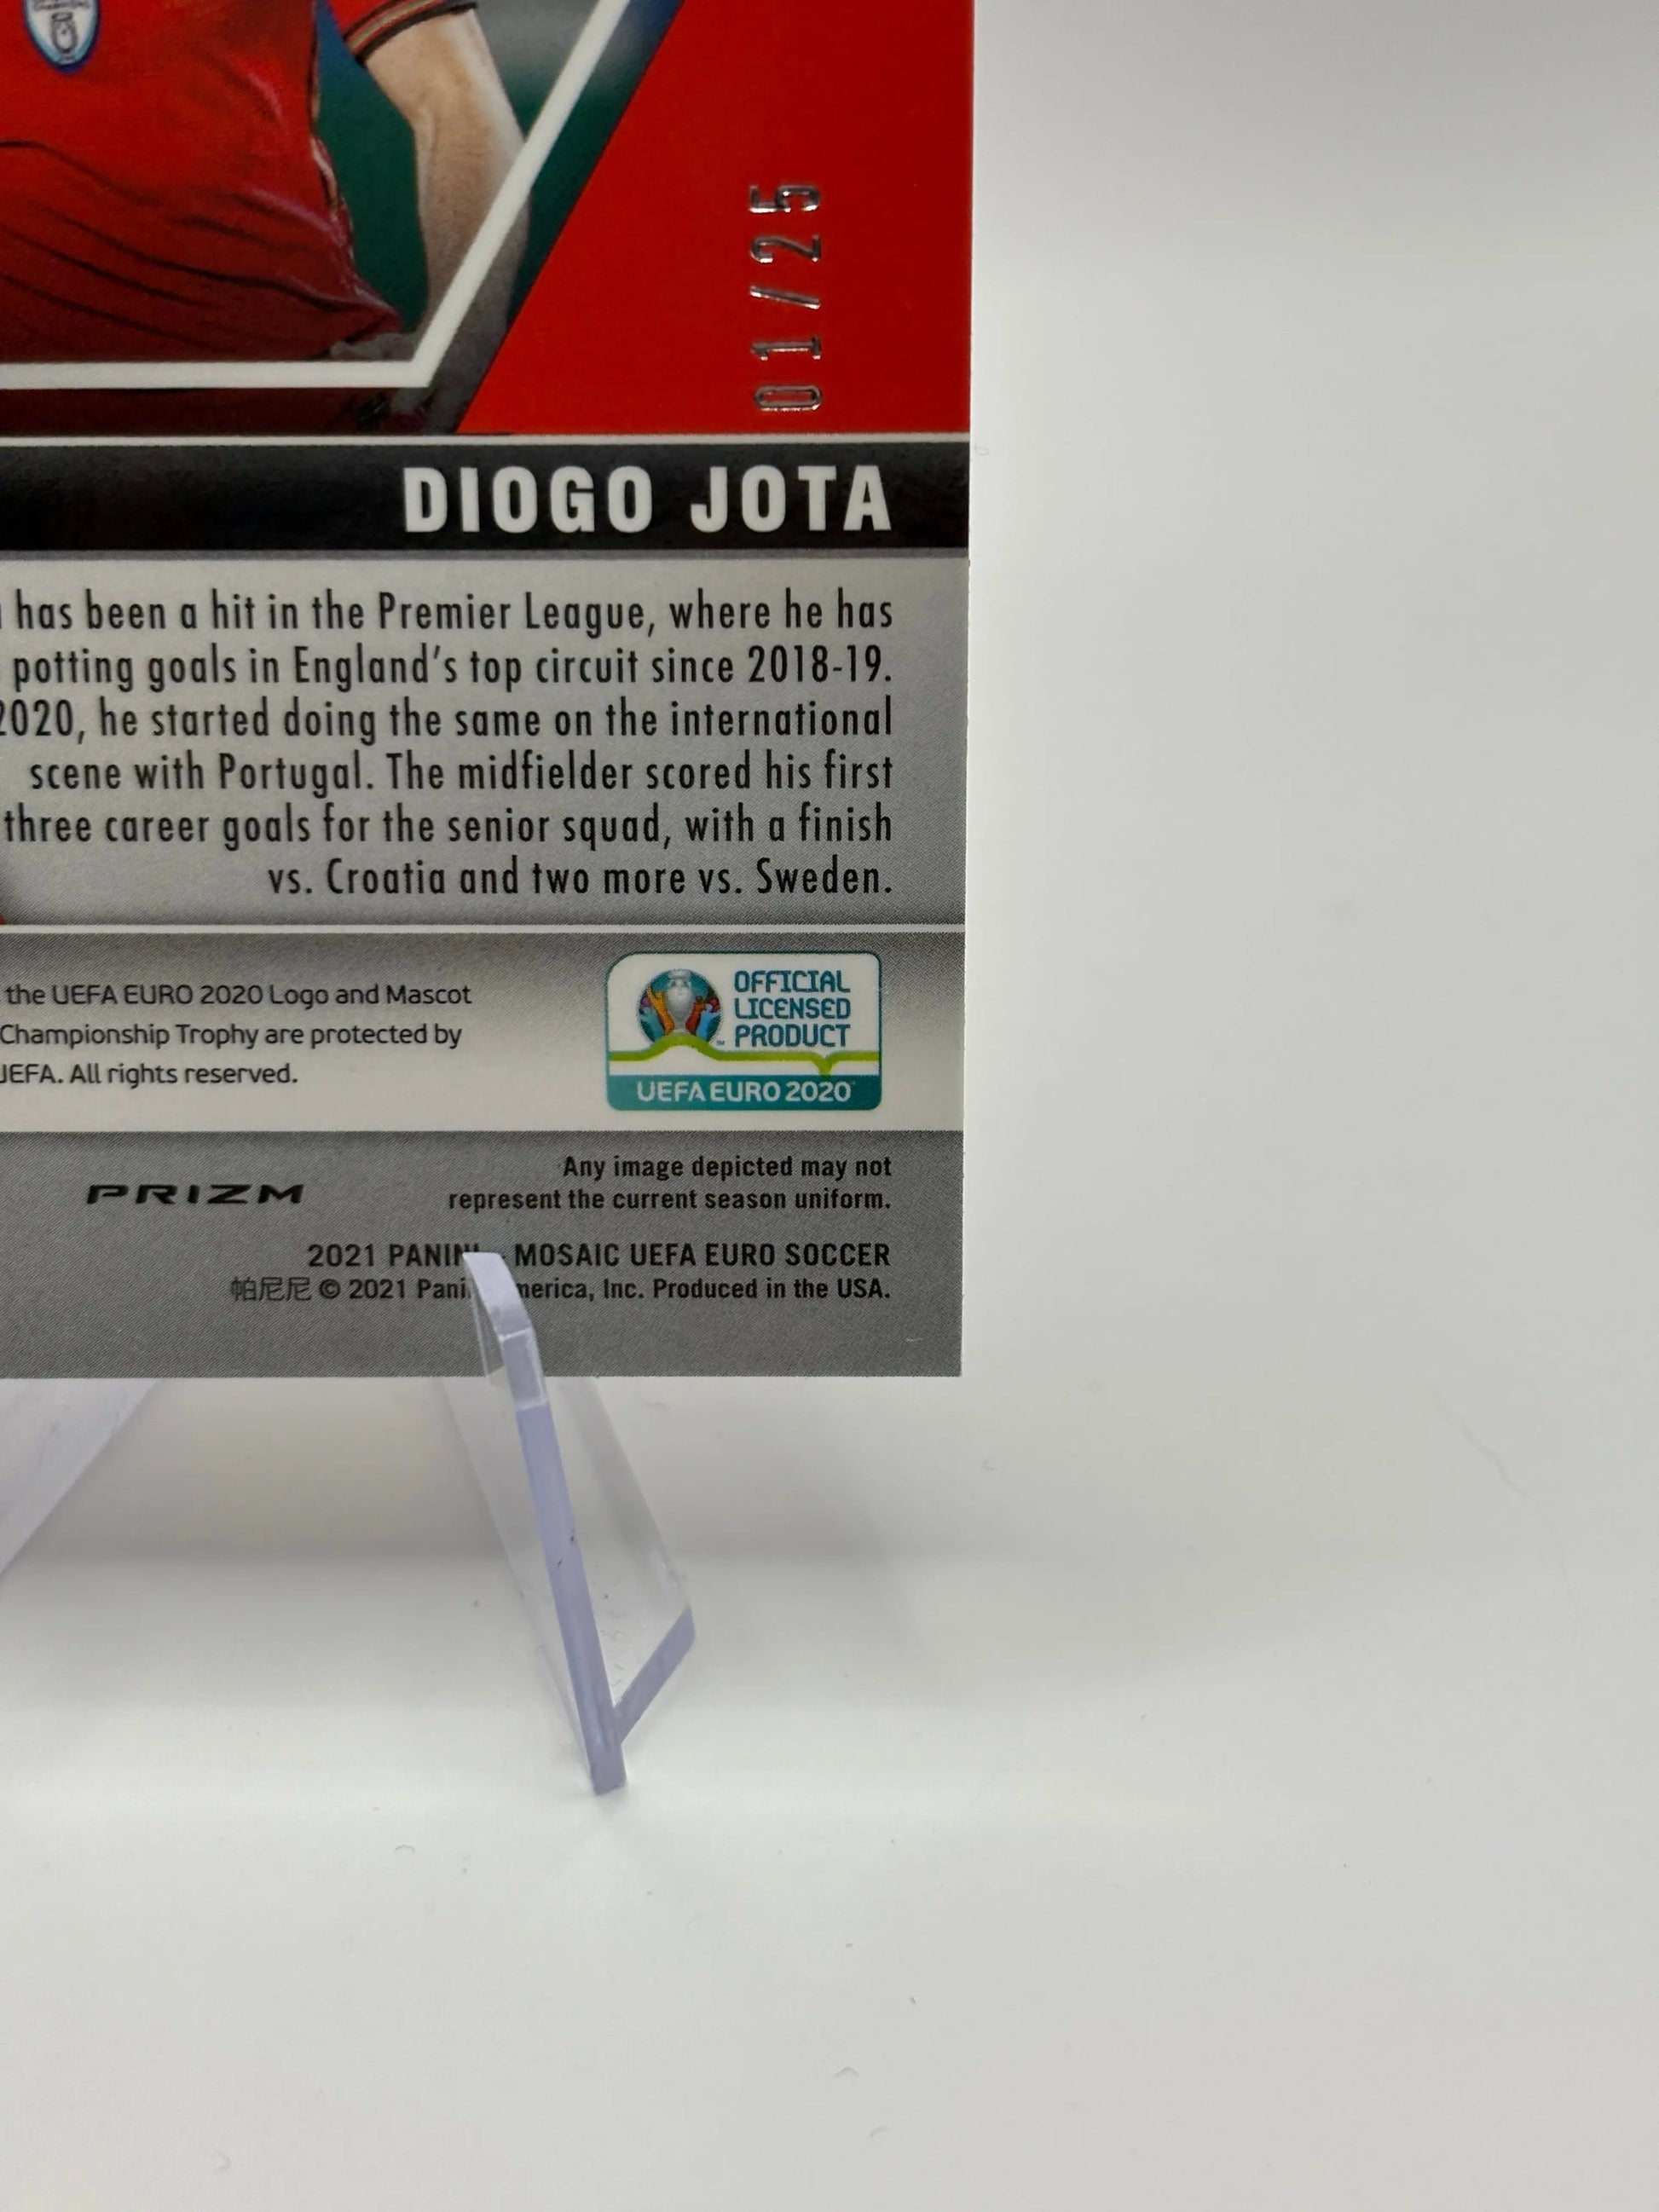 01/25
DIOGO JOTA
has been a hit in the Premier League, where he has
potting goals in England's top circuit since 2018-19.
2020, he started doing the same on the international
scene with Portugal. The midfielder scored his first
three career goals for the senior squad, with a finish
vs. Croatia and two more vs. Sweden.
the UEFA EURO 2020 Logo and Mascot
Championship Trophy are protected by
UEFA. All rights reserved.
OFFICIAL
LICENSED
PRODUCT
UEFA EURO 2020
PRIZM
Any image depicted may not
represent the current season uniform.
2021 PANINI - MOSAIC UEFA EURO SOCCER
帕尼尼 © 2021 Panini America, Inc. Produced in the USA.